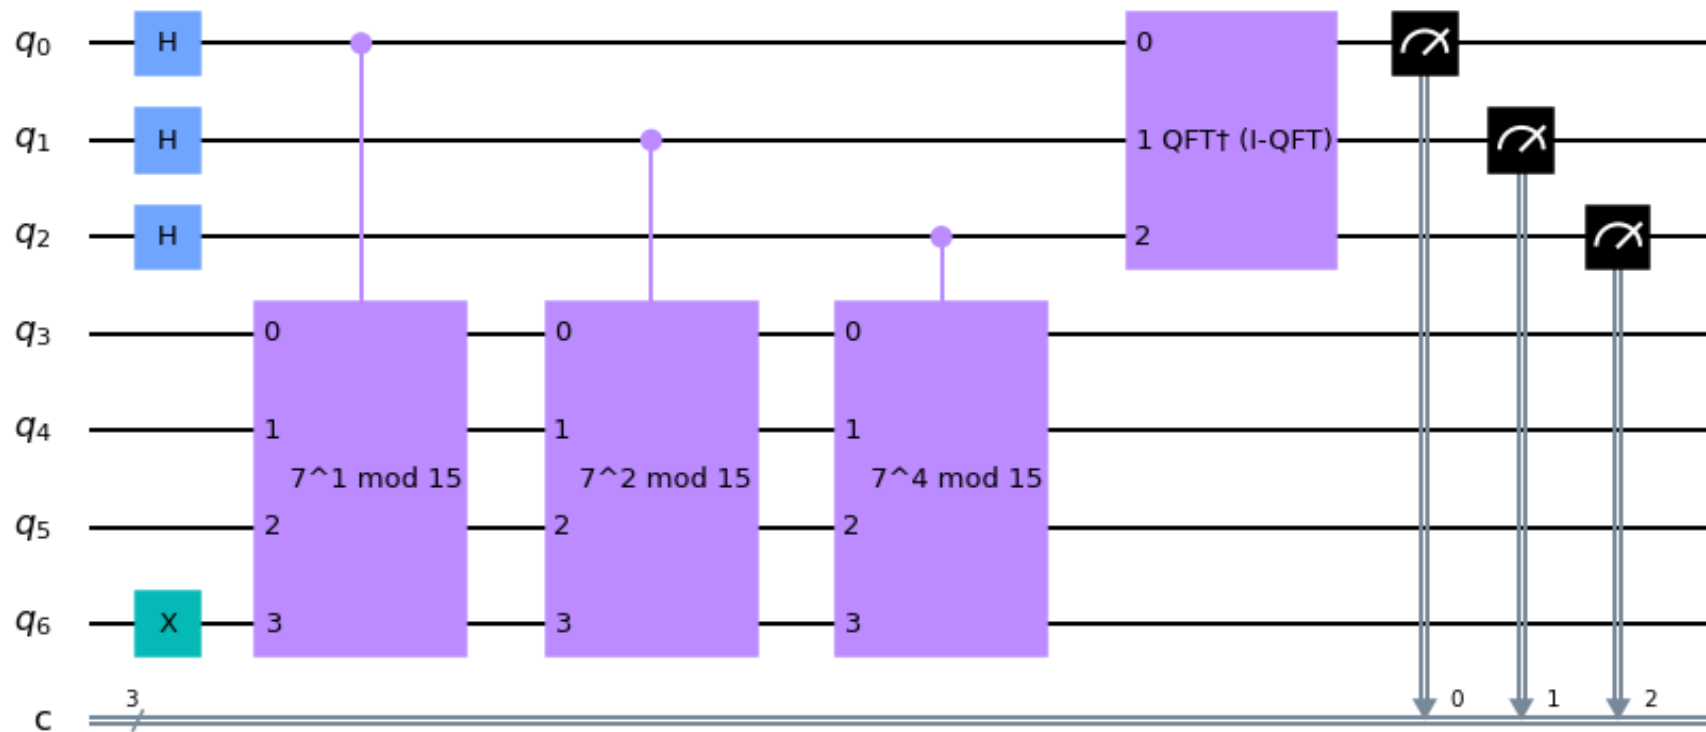 q0 H 0
q1 H 1 QFT† (I-QFT)
q2 H 2
q3 0 0 0
q4 1 1 1
7^1 mod 15 7^2 mod 15 7^4 mod 15
q5 2 2 2
q6 X 3 3 3
3 0 1 2
c